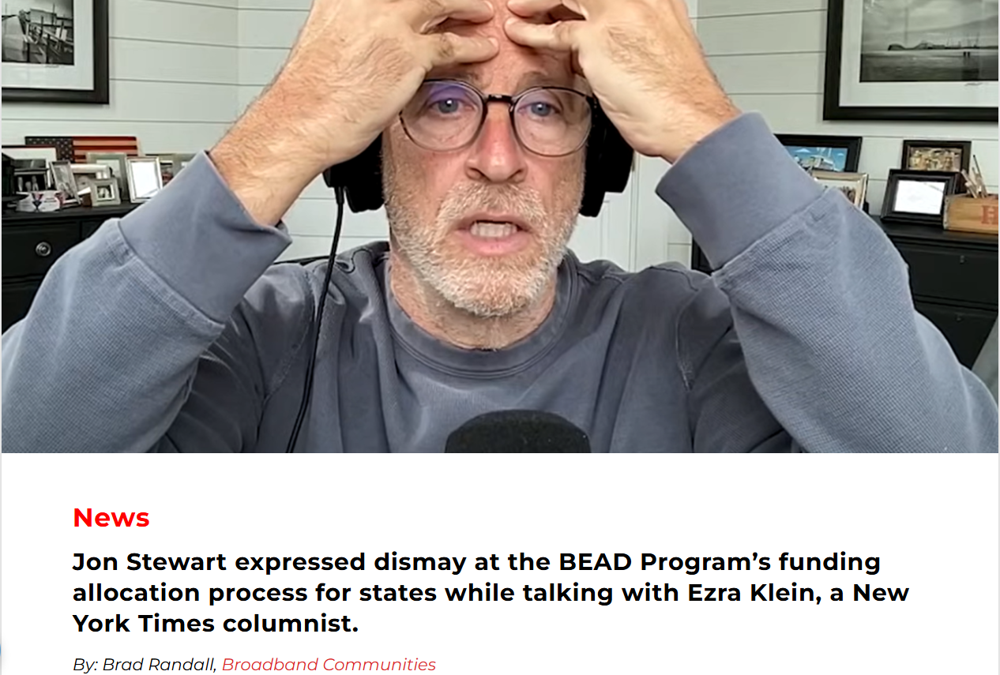 H
News
Jon Stewart expressed dismay at the BEAD Program’s funding
allocation process for states while talking with Ezra Klein, a New
York Times columnist.
By: Brad Randall, Broadband Communities